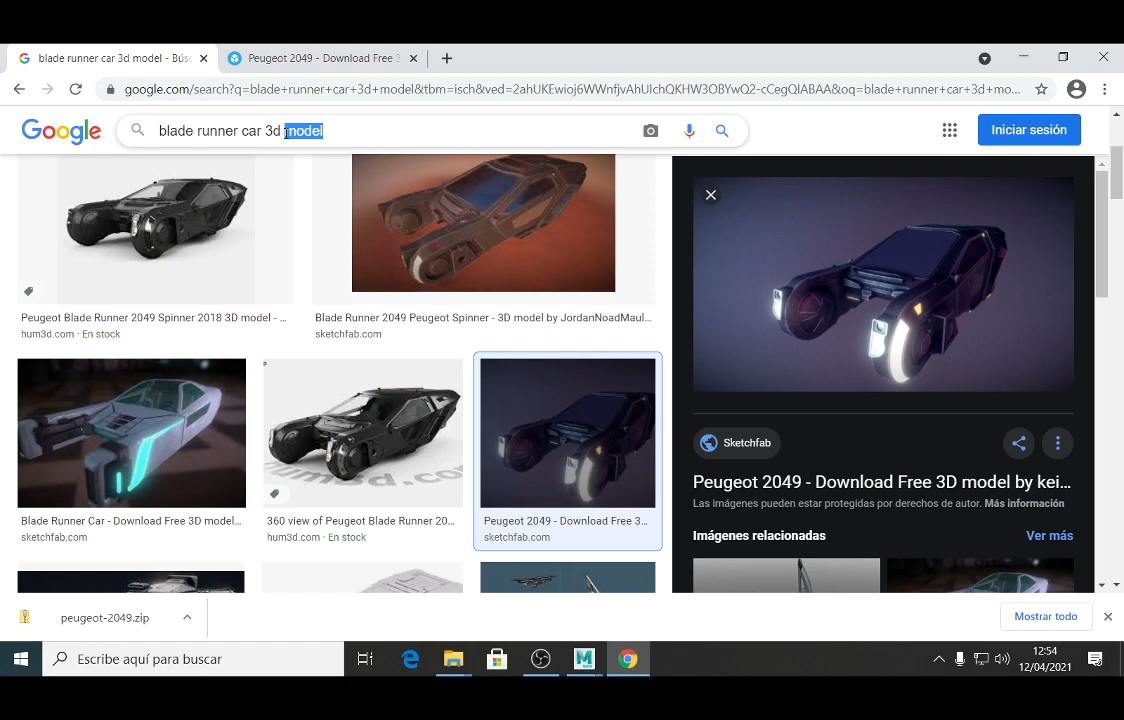 blade runner car 3d model - Bús
Peugeot 2049 - Download Free 3
google.com/search?q=blade+runner+car+3d+model&tbm=isch&ved=2ahUKEwioj6WWnfjvAhUlchQKHW3OBYwQ2-cCegQIABAA&oq=blade+runner+car+3d+mo...
Google
blade runner car 3d model
Iniciar sesión
Peugeot Blade Runner 2049 Spinner 2018 3D model - ...
hum3d.com · En stock
Blade Runner 2049 Peugeot Spinner - 3D model by JordanNoadMaul...
sketchfab.com
Blade Runner Car - Download Free 3D model...
sketchfab.com
360 view of Peugeot Blade Runner 20...
hum3d.com · En stock
Peugeot 2049 - Download Free 3...
sketchfab.com
Sketchfab
Peugeot 2049 - Download Free 3D model by kei...
Las imágenes pueden estar protegidas por derechos de autor. Más información
Imágenes relacionadas
Ver más
peugeot-2049.zip
Mostrar todo
Escribe aquí para buscar
12:54
12/04/2021